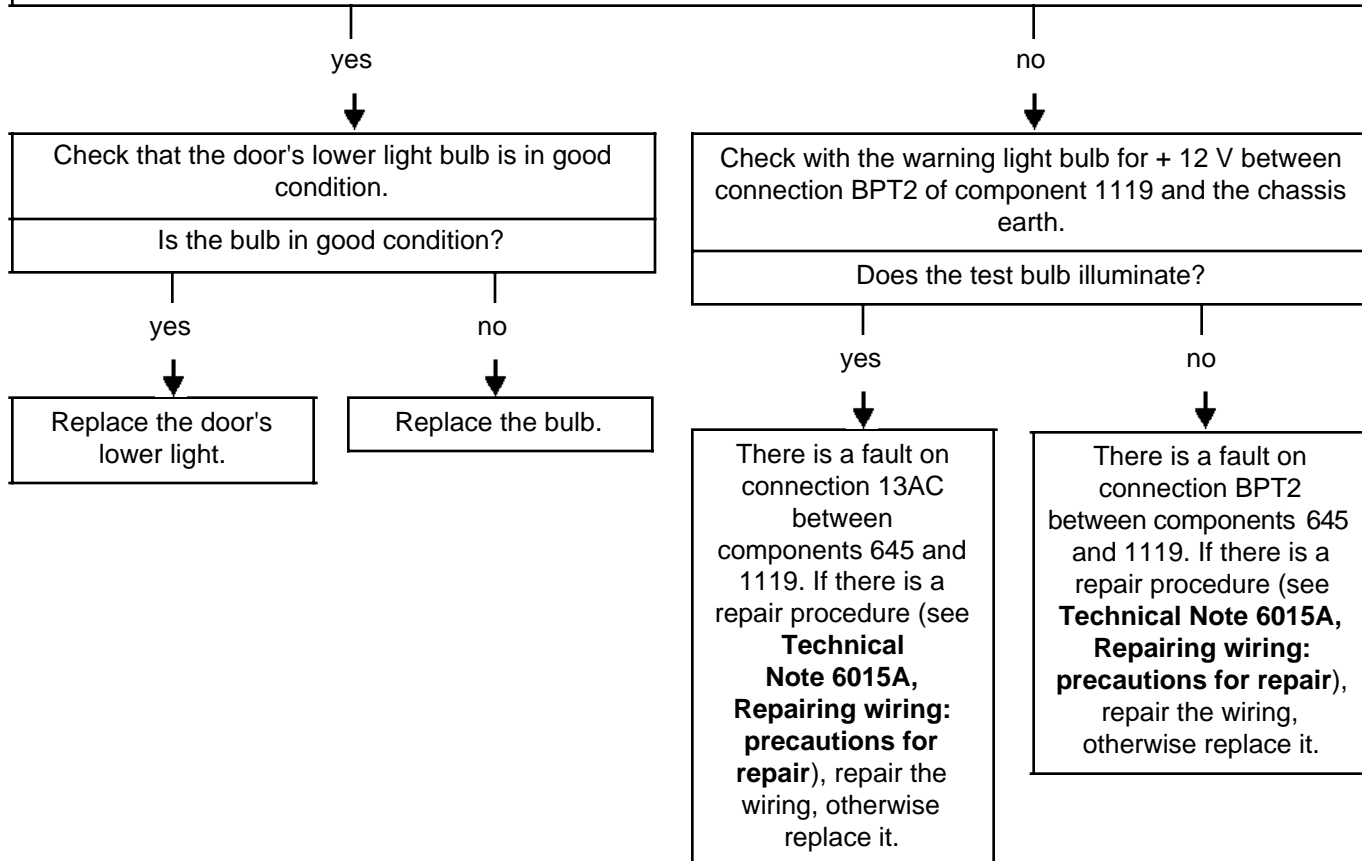 yes
no
Check that the door's lower light bulb is in good
condition.
Is the bulb in good condition?
Check with the warning light bulb for + 12 V between
connection BPT2 of component 1119 and the chassis
earth.
Does the test bulb illuminate?
yes
no
yes
no
Replace the door's
lower light.
Replace the bulb.
There is a fault on
connection 13AC
between
components 645 and
1119. If there is a
repair procedure (see
Technical
Note 6015A,
Repairing wiring:
precautions for
repair), repair the
wiring, otherwise
replace it.
There is a fault on
connection BPT2
between components 645
and 1119. If there is a
repair procedure (see
Technical Note 6015A,
Repairing wiring:
precautions for repair),
repair the wiring,
otherwise replace it.